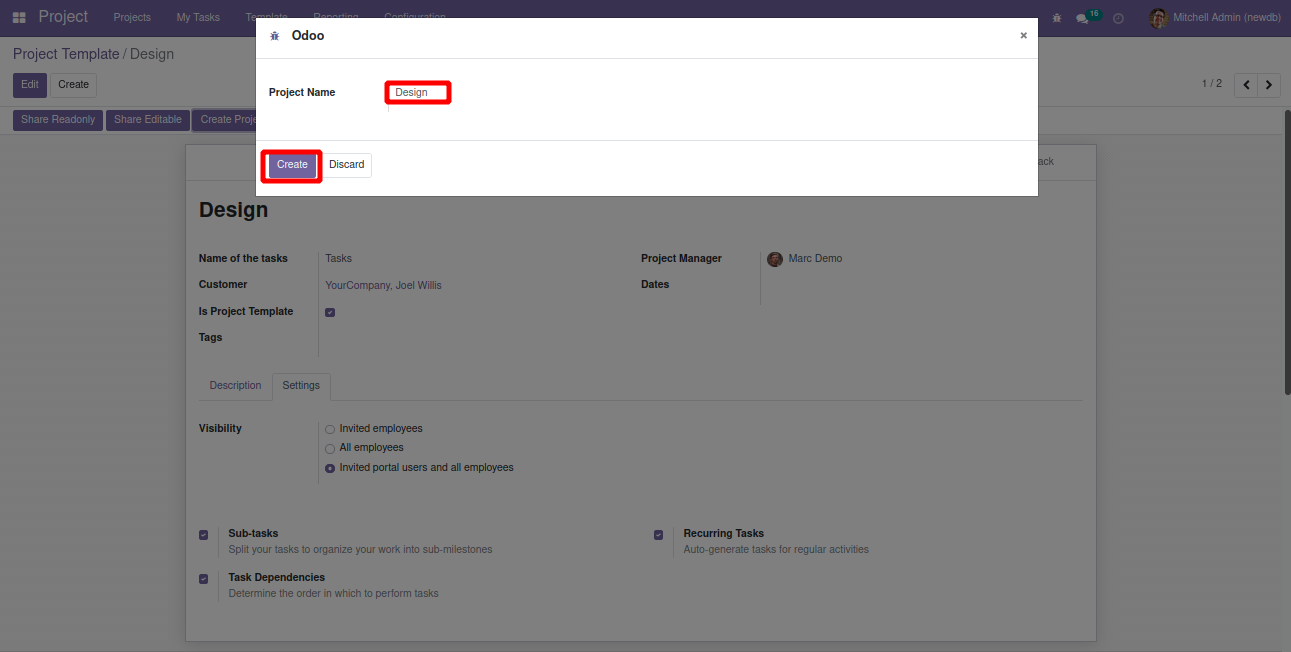 Project Projects My Tasks Template Reporting Configuration 16 Mitchell Admin (newdb)
Odoo ×
Project Template / Design
Edit Create 1 / 2
Project Name Design
Share Readonly Share Editable Create Proje
Create Discard
ack
Design
Name of the tasks Tasks Project Manager Marc Demo
Customer YourCompany, Joel Willis Dates
Is Project Template
Tags
Description Settings
Visibility Invited employees
All employees
Invited portal users and all employees
Sub-tasks Recurring Tasks
Split your tasks to organize your work into sub-milestones Auto-generate tasks for regular activities
Task Dependencies
Determine the order in which to perform tasks